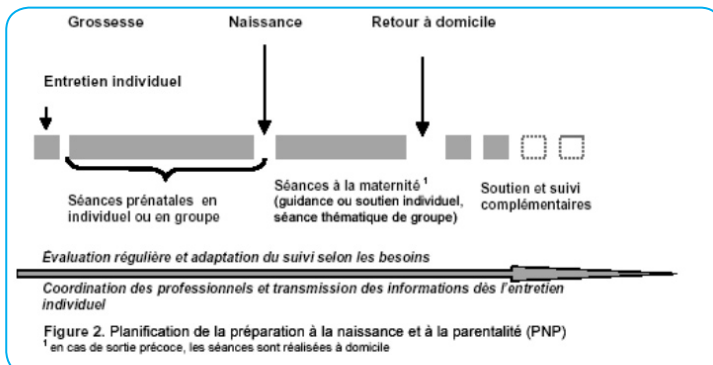 Grossesse Naissance Retour à domicile
Entretien individuel
Séances prénatales en
individuel ou en groupe
Séances à la maternité 1
(guidance ou soutien individuel,
séance thématique de groupe)
Soutien et suivi
complémentaires
Évaluation régulière et adaptation du suivi selon les besoins
Coordination des professionnels et transmission des informations dès l'entretien
individuel
Figure 2. Planification de la préparation à la naissance et à la parentalité (PNP)
1 en cas de sortie précoce, les séances sont réalisées à domicile